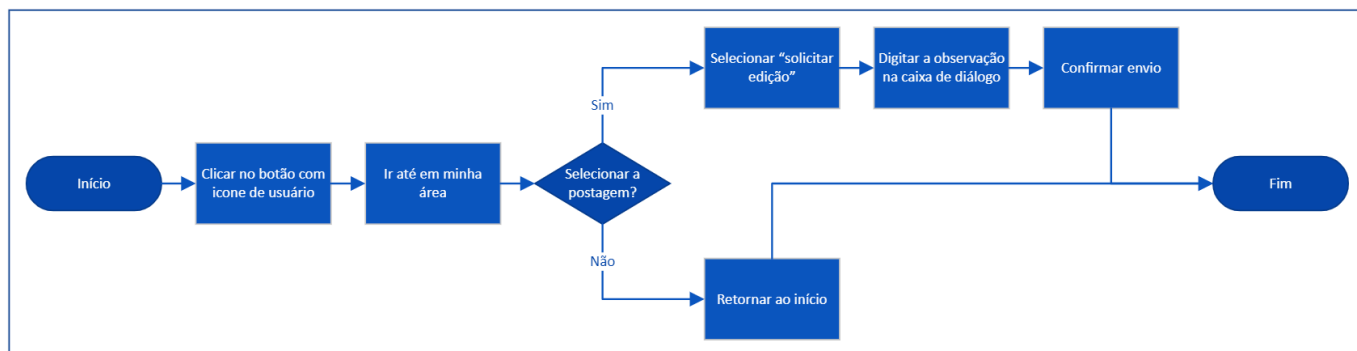 Início
Clicar no botão com
icone de usuário
Ir até em minha
área
Selecionar a
postagem?
Sim
Selecionar “solicitar
edição”
Digitar a observação
na caixa de diálogo
Confirmar envio
Não
Retornar ao início
Fim